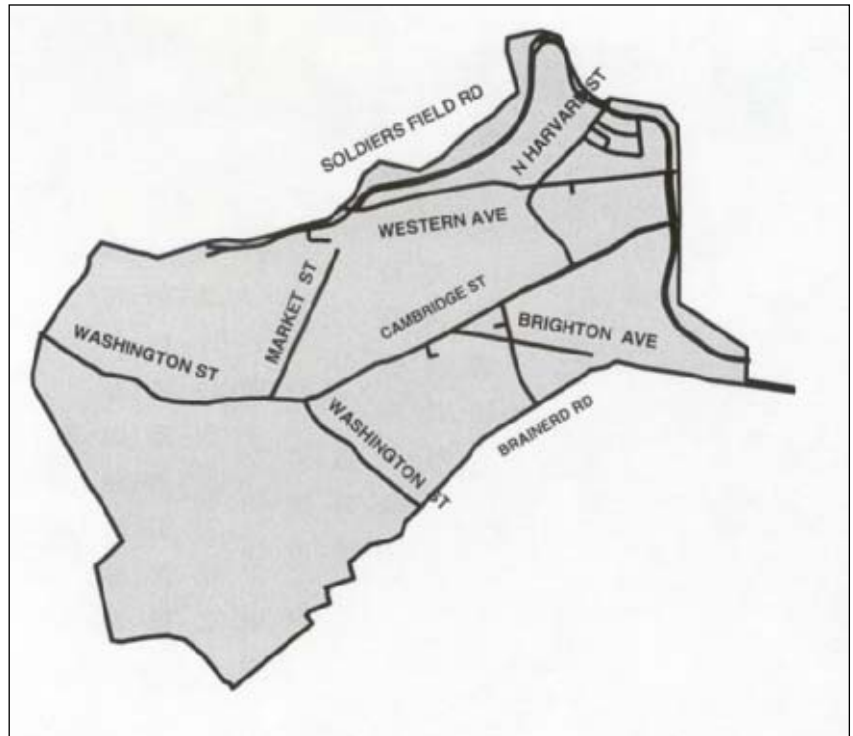 SOLDIERS FIELD RD
N HARVARD ST
WESTERN AVE
MARKET ST
CAMBRIDGE ST
BRIGHTON AVE
WASHINGTON ST
WASHINGTON ST
BRAINERD RD